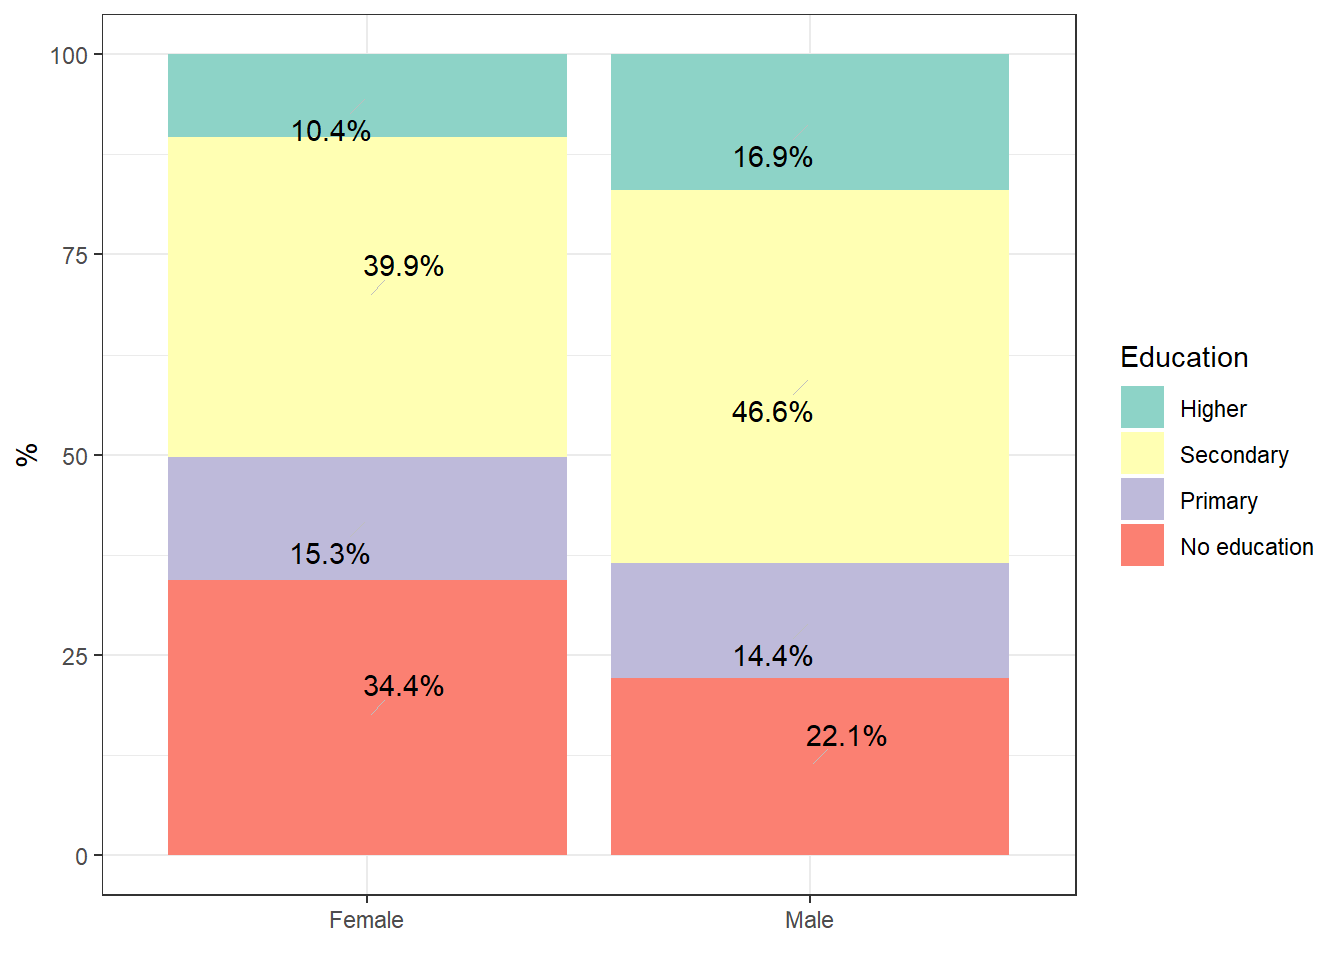 100
75
50
25
0
%
10.4%
39.9%
15.3%
34.4%
16.9%
46.6%
14.4%
22.1%
Female
Male
Education
Higher
Secondary
Primary
No education